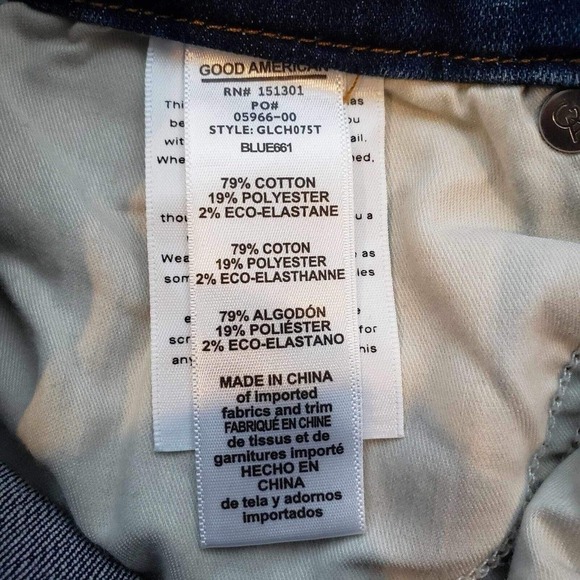 GOOD AMERICAN
RN# 151301
PO#
05966-00
STYLE: GLCH075T
BLUE661
79% COTTON
19% POLYESTER
2% ECO-ELASTANE
79% COTON
19% POLYESTER
2% ECO-ELASTHANNE
79% ALGODÓN
19% POLIÉSTER
2% ECO-ELASTANO
MADE IN CHINA
of imported
fabrics and trim
FABRIQUÉ EN CHINE
de tissus et de
garnitures importé
HECHO EN
CHINA
de tela y adornos
importados